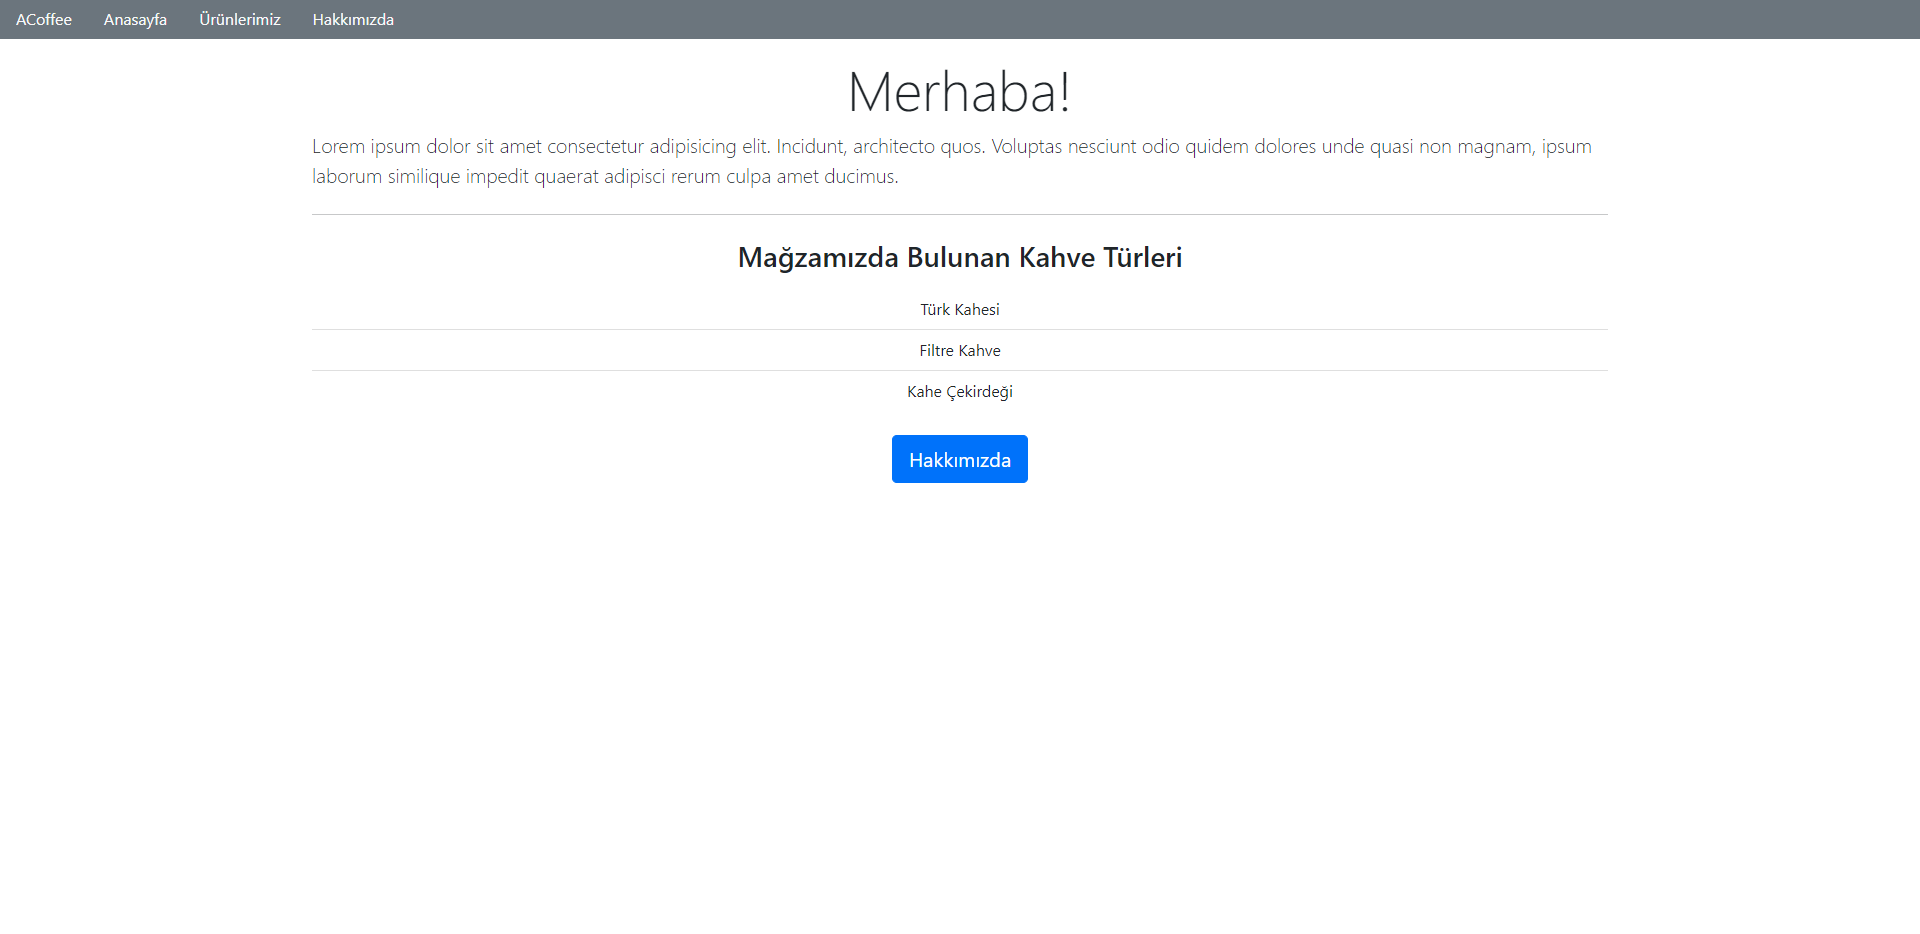 ACoffee Anasayfa Ürünlerimiz Hakkımızda
Merhaba!
Lorem ipsum dolor sit amet consectetur adipisicing elit. Incidunt, architecto quos. Voluptas nesciunt odio quidem dolores unde quasi non magnam, ipsum
laborum similique impedit quaerat adipisci rerum culpa amet ducimus.
Mağzamızda Bulunan Kahve Türleri
Türk Kahesi
Filtre Kahve
Kahe Çekirdeği
Hakkımızda